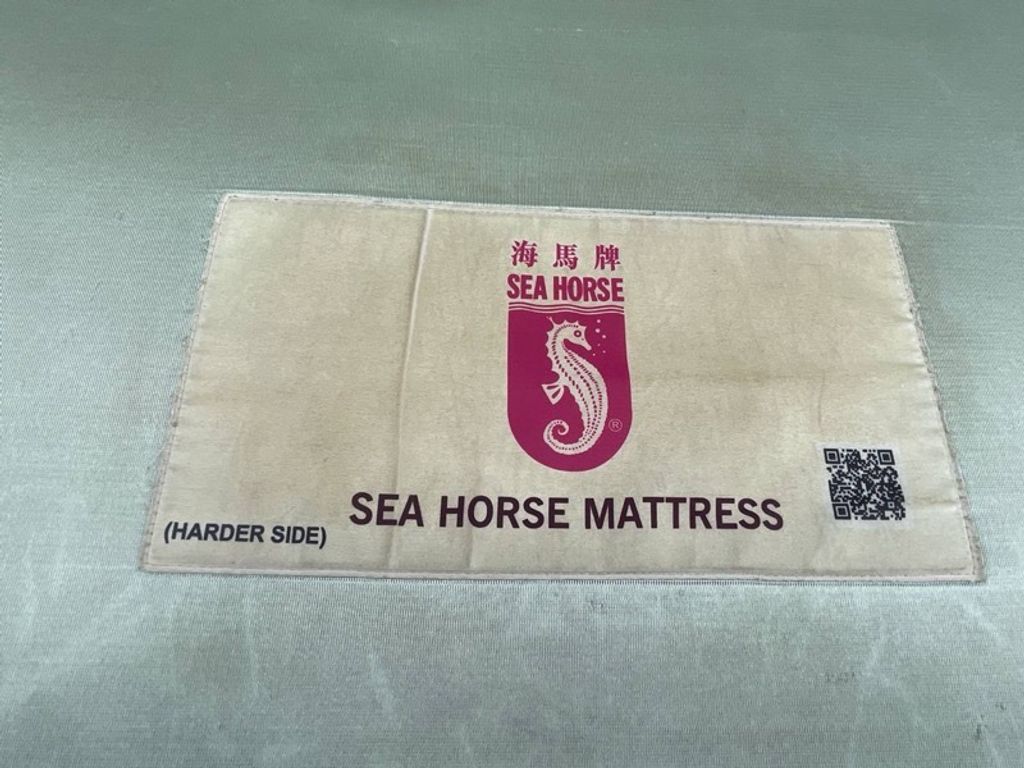 海馬牌
SEA HORSE
®
SEA HORSE MATTRESS
(HARDER SIDE)